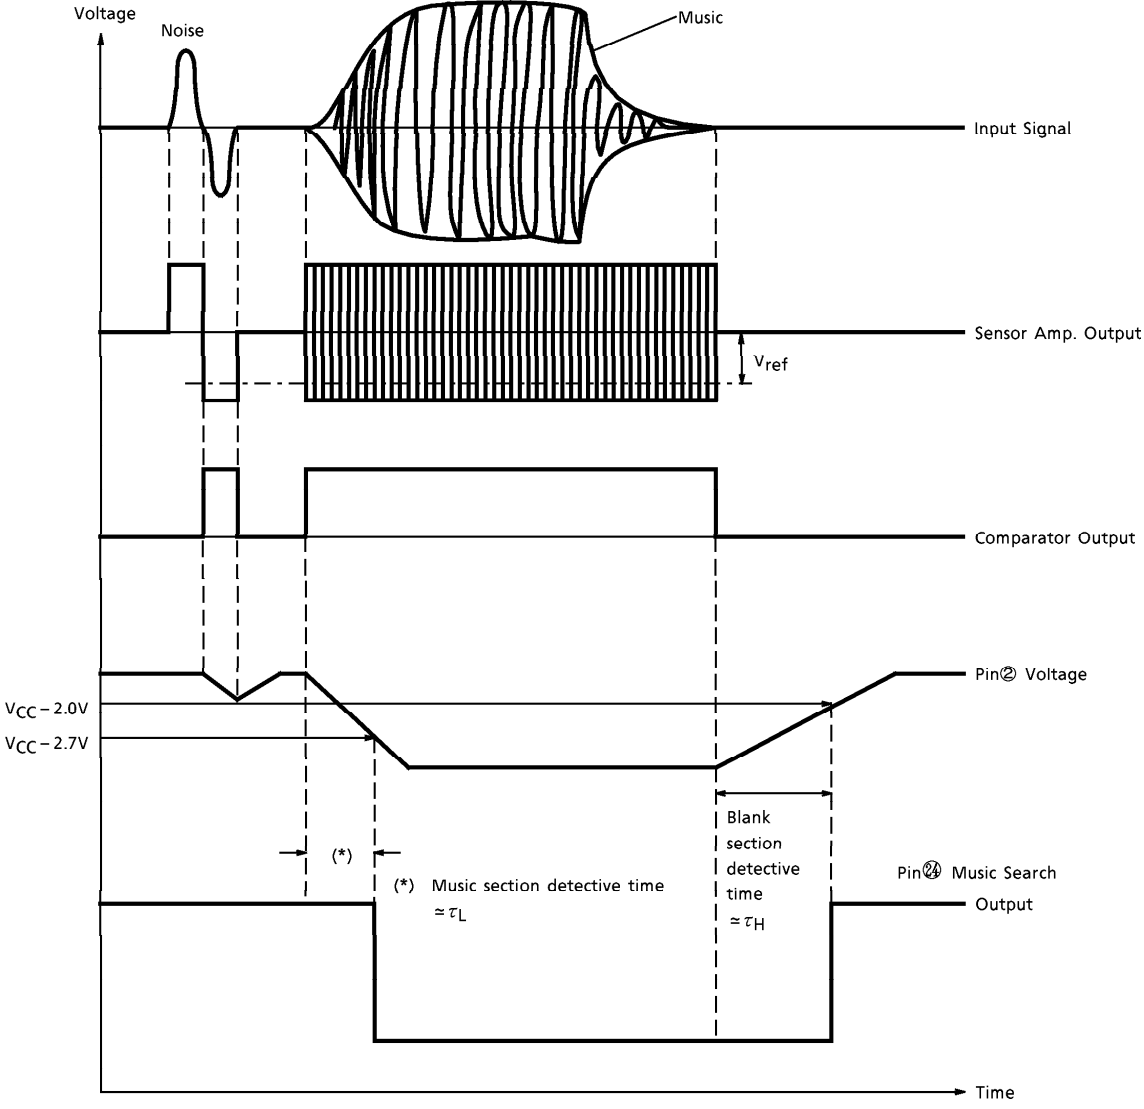 Voltage
Noise
Music
Input Signal
Sensor Amp. Output
Vref
Comparator Output
Pin② Voltage
VCC − 2.0V
VCC − 2.7V
Blank
section
detective
time
≃ τH
(*)
(*) Music section detective time
≃ τL
Pin㉔ Music Search
Output
Time